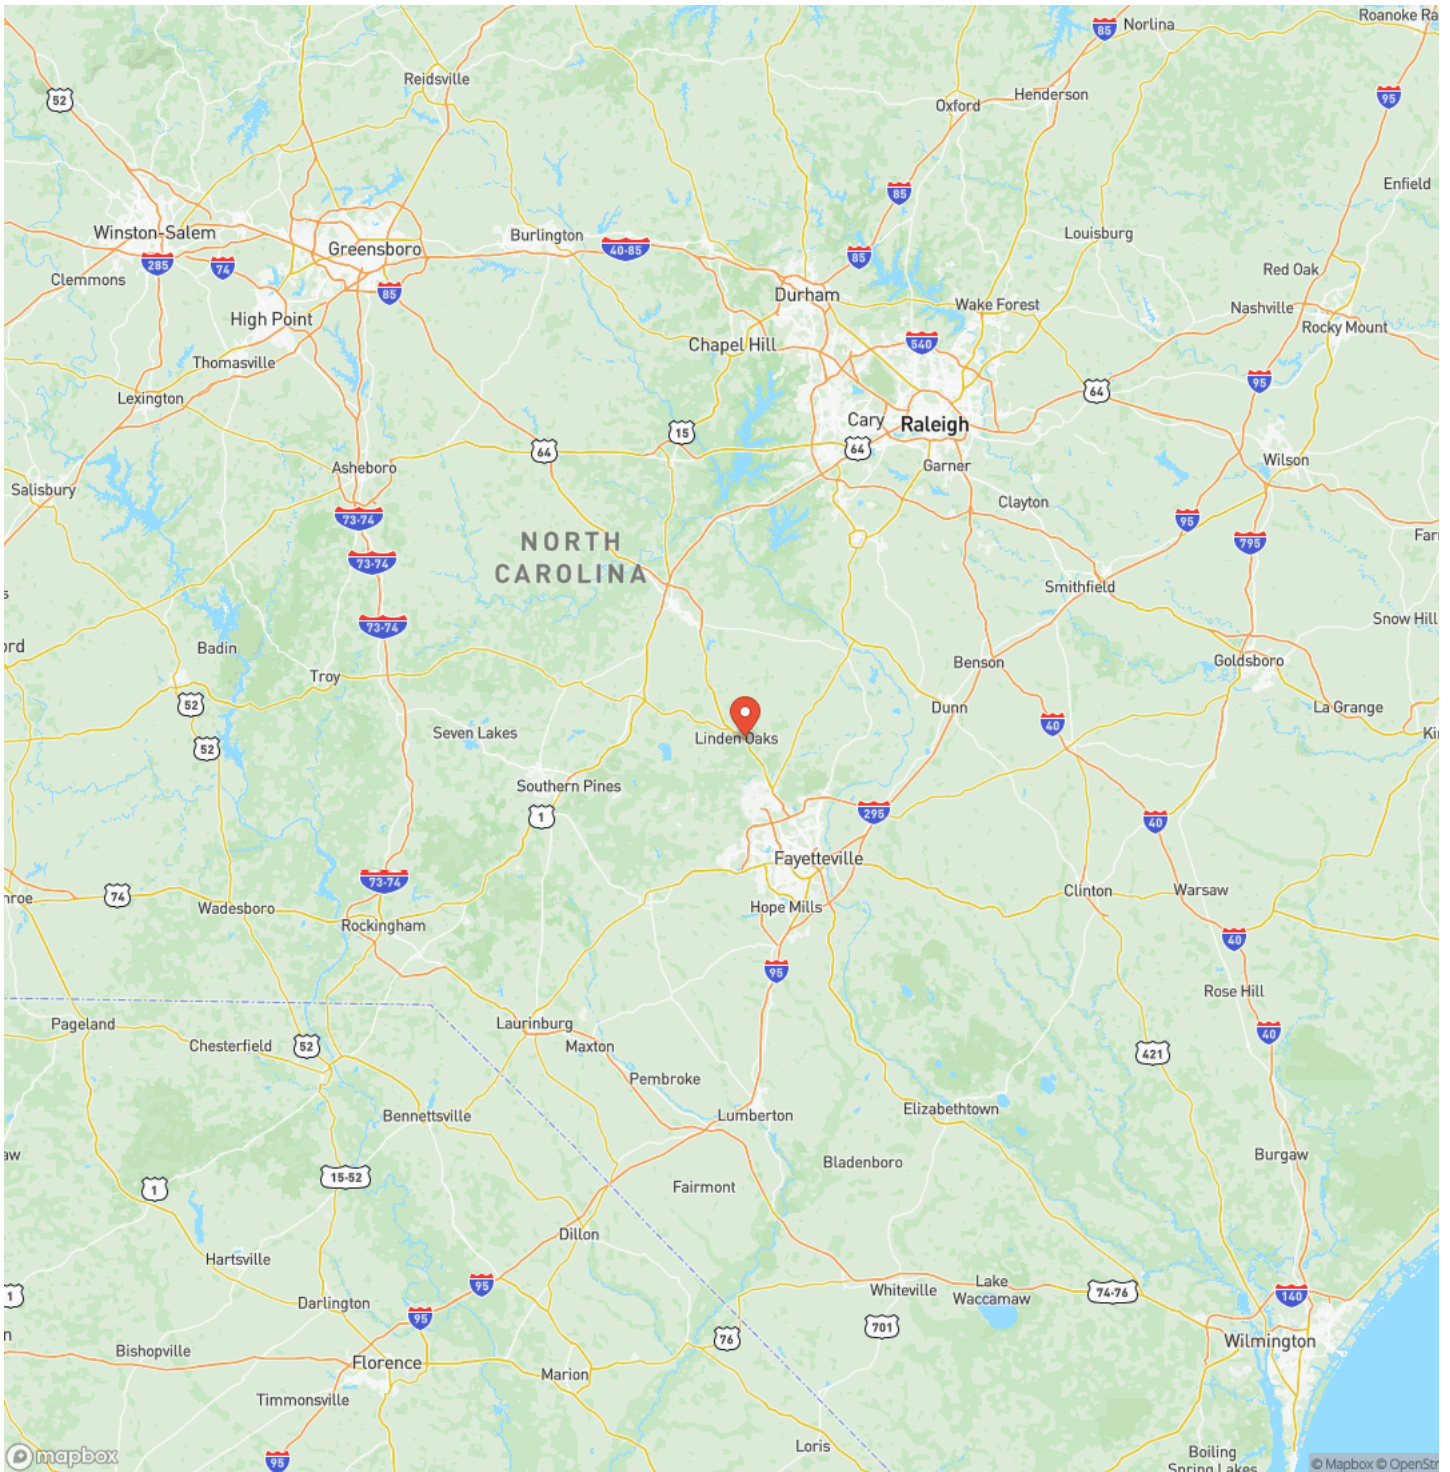 Roanoke Ra
85
Norlina
Reidsville
52
Henderson
95
Oxford
Enfield
85
Winston-Salem
Greensboro
Burlington
40-85
Louisburg
285
74
85
Red Oak
Clemmons
85
Durham
Wake Forest
Nashville
High Point
Rocky Mount
Chapel Hill
540
Thomasville
95
64
Lexington
Cary
Raleigh
15
64
64
Asheboro
Garner
Wilson
Salisbury
Clayton
73-74
95
NORTH
CAROLINA
795
Farr
73-74
Smithfield
s
Snow Hill
73-74
ord
Badin
Benson
Goldsboro
Troy
52
Dunn
La Grange
40
Seven Lakes
Linden Oaks
Kin
52
Southern Pines
1
295
40
Fayetteville
73-74
Clinton
Warsaw
nroe
74
Wadesboro
Hope Mills
Rockingham
40
95
Rose Hill
Pageland
Laurinburg
40
Chesterfield
52
Maxton
421
Pembroke
Bennettsville
Lumberton
Elizabethtown
aw
Burgaw
Bladenboro
15-52
1
Fairmont
Dillon
Hartsville
95
Lake
Waccamaw
Whiteville
74-76
140
1
Darlington
95
701
n
76
Wilmington
Bishopville
Florence
Marion
Timmonsville
Loris
Boiling
Spring Lakes
95
mapbox
© Mapbox © OpenStr